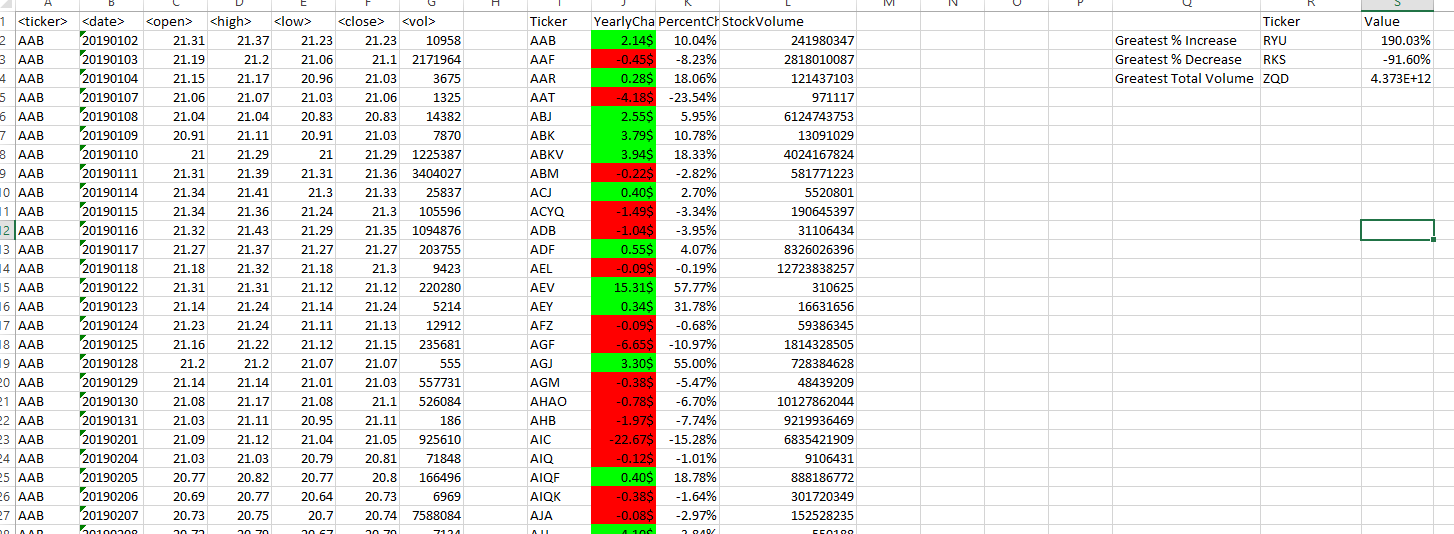 A B C D E F G H I J K L M N O P Q R S
1 <ticker> <date> <open> <high> <low> <close> <vol> Ticker YearlyCha PercentCh StockVolume Ticker Value
2 AAB 20190102 21.31 21.37 21.23 21.23 10958 AAB 2.14$ 10.04% 241980347 Greatest % Increase RYU 190.03%
3 AAB 20190103 21.19 21.2 21.06 21.1 2171964 AAF -0.45$ -8.23% 2818010087 Greatest % Decrease RKS -91.60%
4 AAB 20190104 21.15 21.17 20.96 21.03 3675 AAR 0.28$ 18.06% 121437103 Greatest Total Volume ZQD 4.373E+12
5 AAB 20190107 21.06 21.07 21.03 21.06 1325 AAT -4.18$ -23.54% 971117
6 AAB 20190108 21.04 21.04 20.83 20.83 14382 ABJ 2.55$ 5.95% 6124743753
7 AAB 20190109 20.91 21.11 20.91 21.03 7870 ABK 3.79$ 10.78% 13091029
8 AAB 20190110 21 21.29 21 21.29 1225387 ABKV 3.94$ 18.33% 4024167824
9 AAB 20190111 21.31 21.39 21.31 21.36 3404027 ABM -0.22$ -2.82% 581771223
10 AAB 20190114 21.34 21.41 21.3 21.33 25837 ACJ 0.40$ 2.70% 5520801
11 AAB 20190115 21.34 21.36 21.24 21.3 105596 ACYQ -1.49$ -3.34% 190645397
12 AAB 20190116 21.32 21.43 21.29 21.35 1094876 ADB -1.04$ -3.95% 31106434
13 AAB 20190117 21.27 21.37 21.27 21.27 203755 ADF 0.55$ 4.07% 8326026396
14 AAB 20190118 21.18 21.32 21.18 21.3 9423 AEL -0.09$ -0.19% 12723838257
15 AAB 20190122 21.31 21.31 21.12 21.12 220280 AEV 15.31$ 57.77% 310625
16 AAB 20190123 21.14 21.24 21.14 21.24 5214 AEY 0.34$ 31.78% 16631656
17 AAB 20190124 21.23 21.24 21.11 21.13 12912 AFZ -0.09$ -0.68% 59386345
18 AAB 20190125 21.16 21.22 21.12 21.15 235681 AGF -6.65$ -10.97% 1814328505
19 AAB 20190128 21.2 21.2 21.07 21.07 555 AGJ 3.30$ 55.00% 728384628
20 AAB 20190129 21.14 21.14 21.01 21.03 557731 AGM -0.38$ -5.47% 48439209
21 AAB 20190130 21.08 21.17 21.08 21.1 526084 AHAO -0.78$ -6.70% 10127862044
22 AAB 20190131 21.03 21.11 20.95 21.11 186 AHB -1.97$ -7.74% 9219936469
23 AAB 20190201 21.09 21.12 21.04 21.05 925610 AIC -22.67$ -15.28% 6835421909
24 AAB 20190204 21.03 21.03 20.79 20.81 71848 AIQ -0.12$ -1.01% 9106431
25 AAB 20190205 20.77 20.82 20.77 20.8 166496 AIQF 0.40$ 18.78% 888186772
26 AAB 20190206 20.69 20.77 20.64 20.73 6969 AIQK -0.38$ -1.64% 301720349
27 AAB 20190207 20.73 20.75 20.7 20.74 7588084 AJA -0.08$ -2.97% 152528235